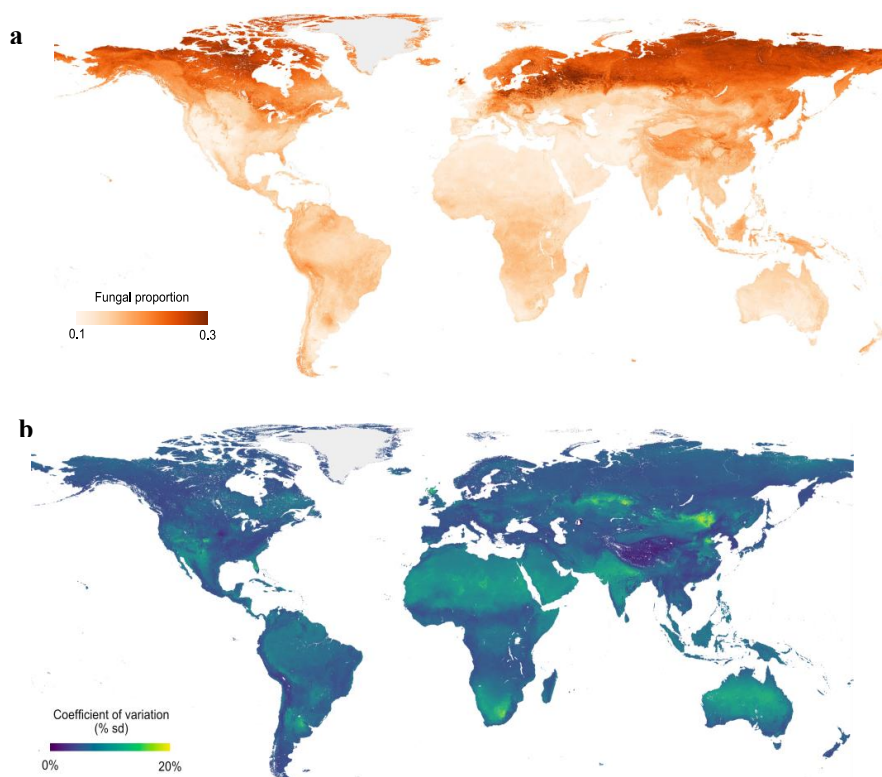 a
Fungal proportion
0.1 0.3
b
Coefficient of variation
(% sd)
0% 20%